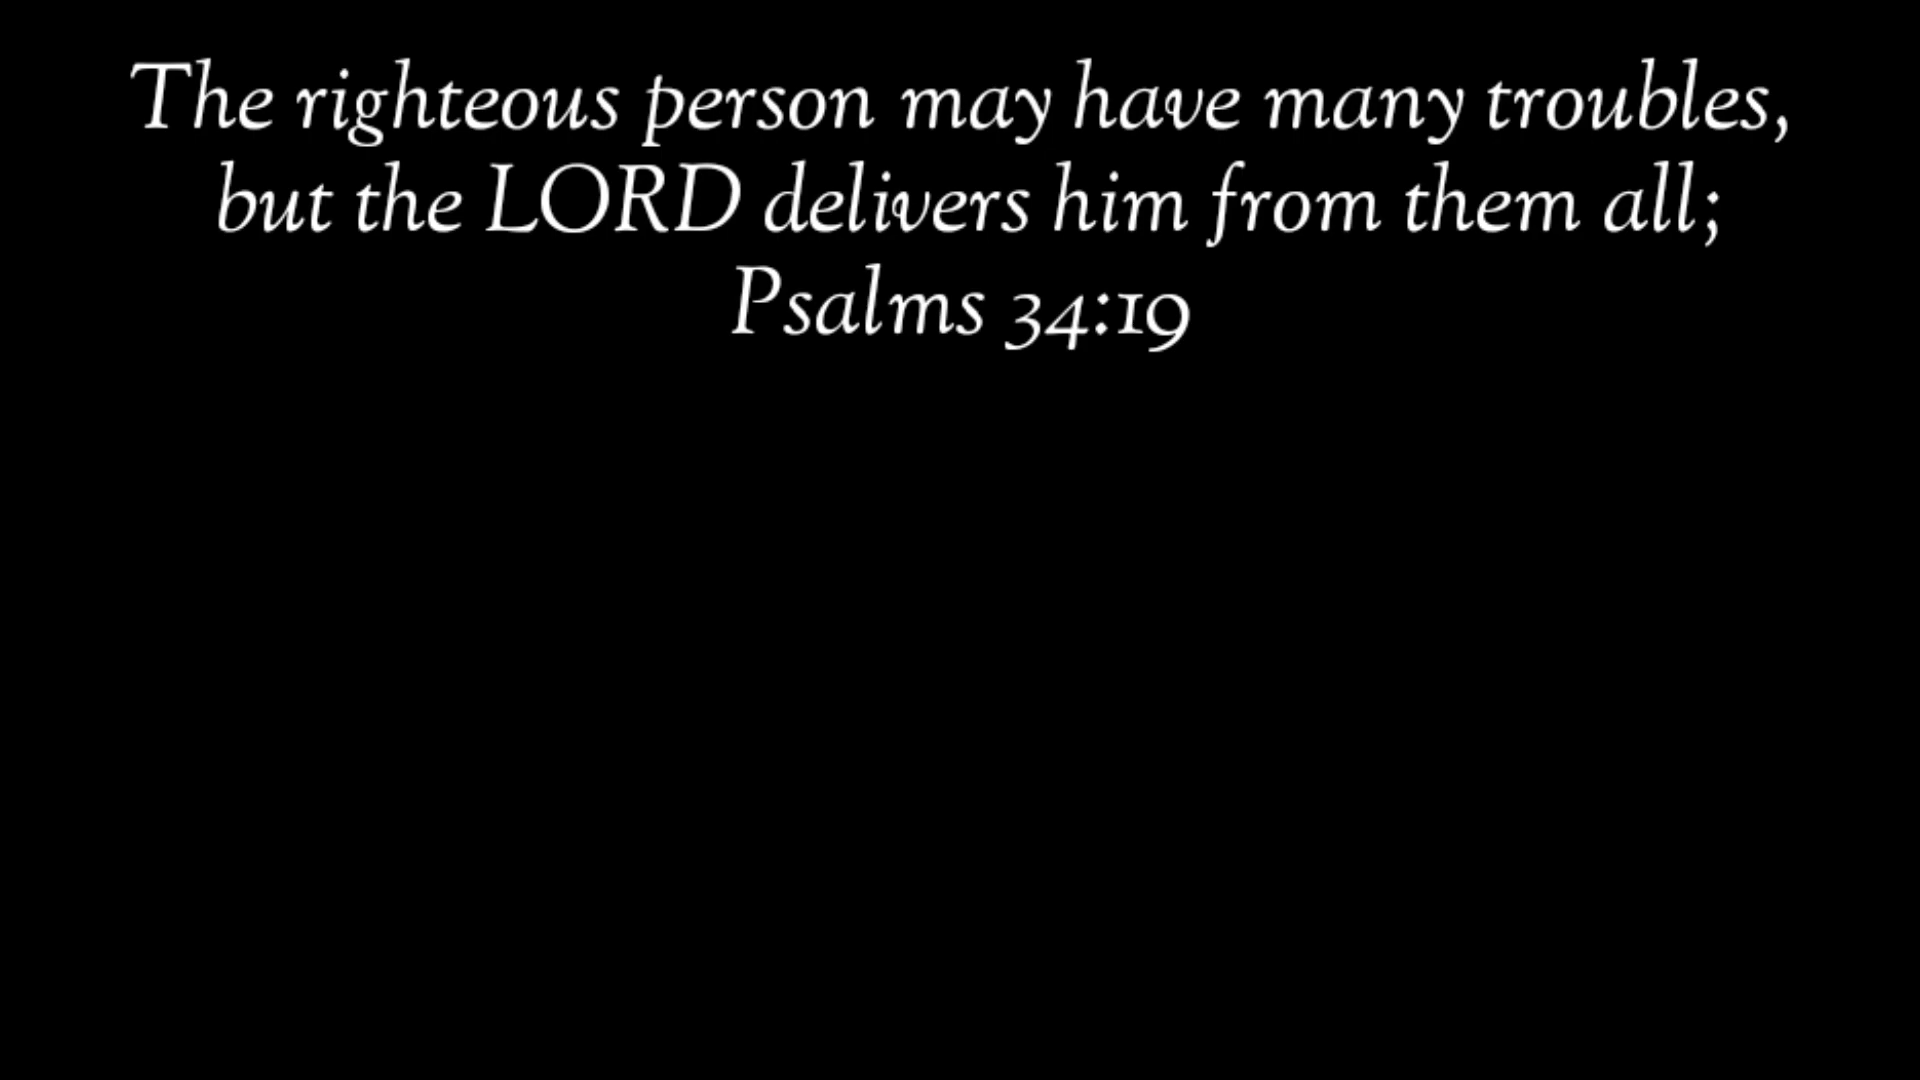 The righteous person may have many troubles,
but the LORD delivers him from them all;
Psalms 34:19